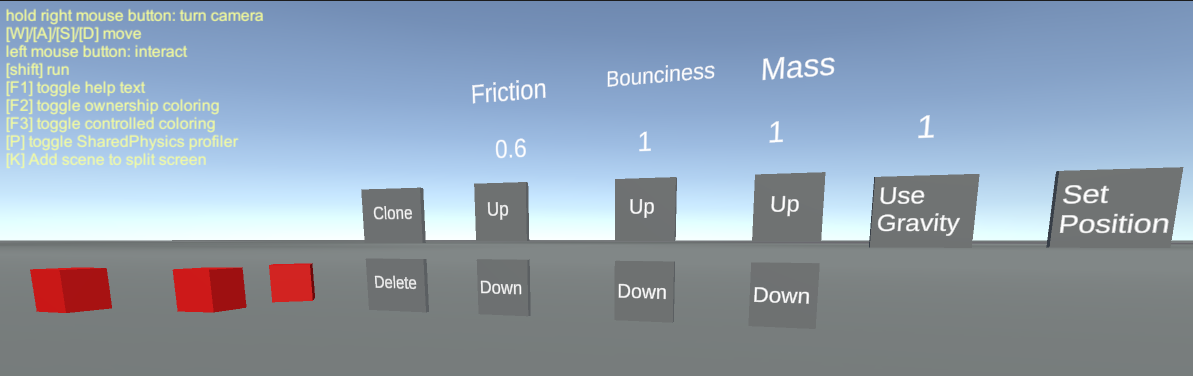 hold right mouse button: turn camera
[W]/[A]/[S]/[D] move
left mouse button: interact
[shift] run
[F1] toggle help text
[F2] toggle ownership coloring
[F3] toggle controlled coloring
[P] toggle SharedPhysics profiler
[K] Add scene to split screen
Friction
Bounciness
Mass
0.6
1
1
1
Clone
Up
Up
Up
Use
Gravity
Set
Position
Delete
Down
Down
Down